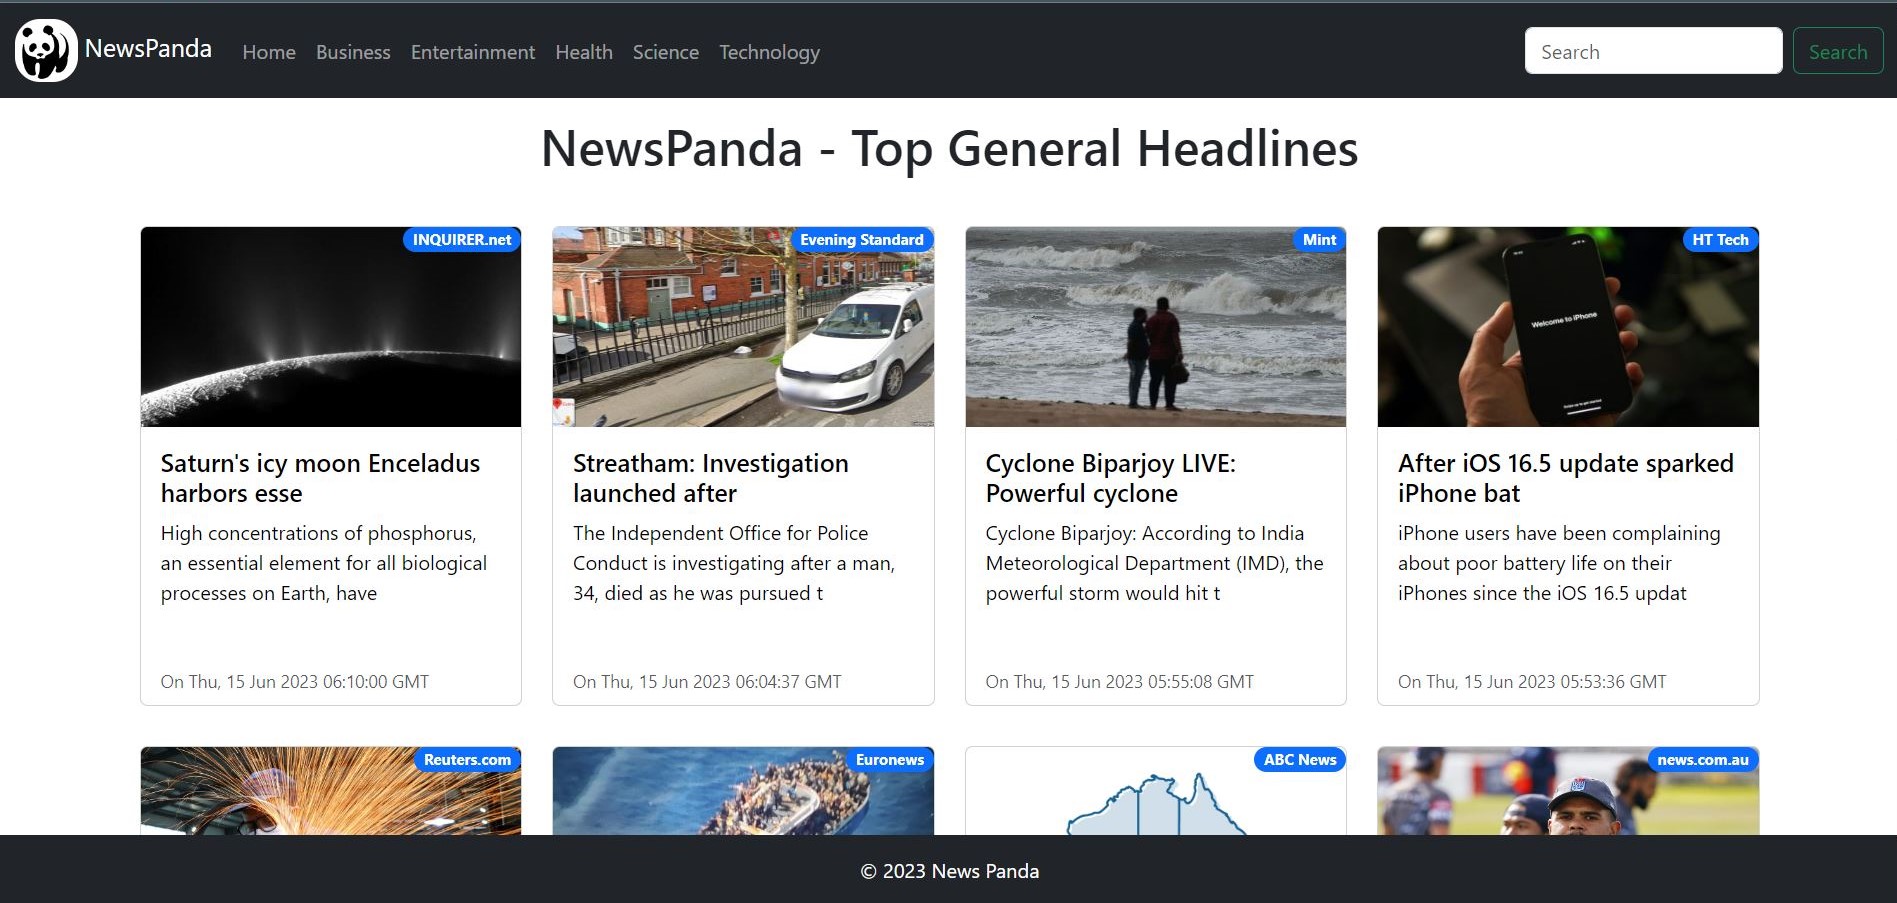 NewsPanda
Home
Business
Entertainment
Health
Science
Technology
Search
Search
NewsPanda - Top General Headlines
INQUIRER.net
Saturn's icy moon Enceladus
harbors esse
High concentrations of phosphorus,
an essential element for all biological
processes on Earth, have
On Thu, 15 Jun 2023 06:10:00 GMT
Evening Standard
Streatham: Investigation
launched after
The Independent Office for Police
Conduct is investigating after a man,
34, died as he was pursued t
On Thu, 15 Jun 2023 06:04:37 GMT
Mint
Cyclone Biparjoy LIVE:
Powerful cyclone
Cyclone Biparjoy: According to India
Meteorological Department (IMD), the
powerful storm would hit t
On Thu, 15 Jun 2023 05:55:08 GMT
HT Tech
Welcome to iPhone
After iOS 16.5 update sparked
iPhone bat
iPhone users have been complaining
about poor battery life on their
iPhones since the iOS 16.5 updat
On Thu, 15 Jun 2023 05:53:36 GMT
Reuters.com
Euronews
ABC News
news.com.au
© 2023 News Panda